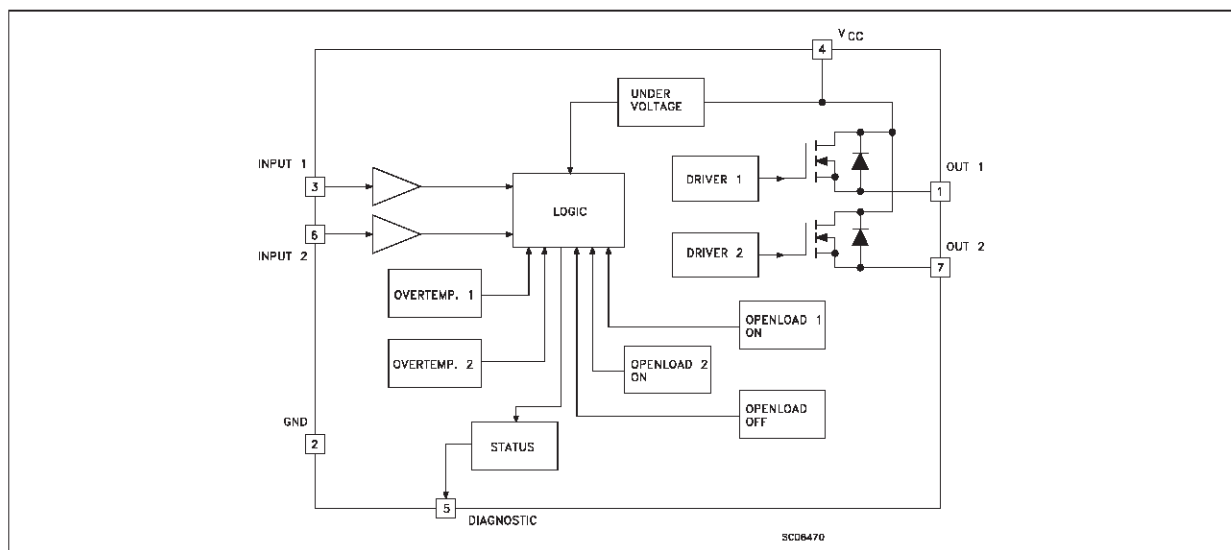 V CC
4
UNDER
VOLTAGE
INPUT 1
3
OUT 1
DRIVER 1
1
LOGIC
6
INPUT 2
OUT 2
DRIVER 2
7
OVERTEMP. 1
OPENLOAD 1
ON
OVERTEMP. 2
OPENLOAD 2
ON
OPENLOAD
OFF
GND
2
STATUS
5
DIAGNOSTIC
SC06470